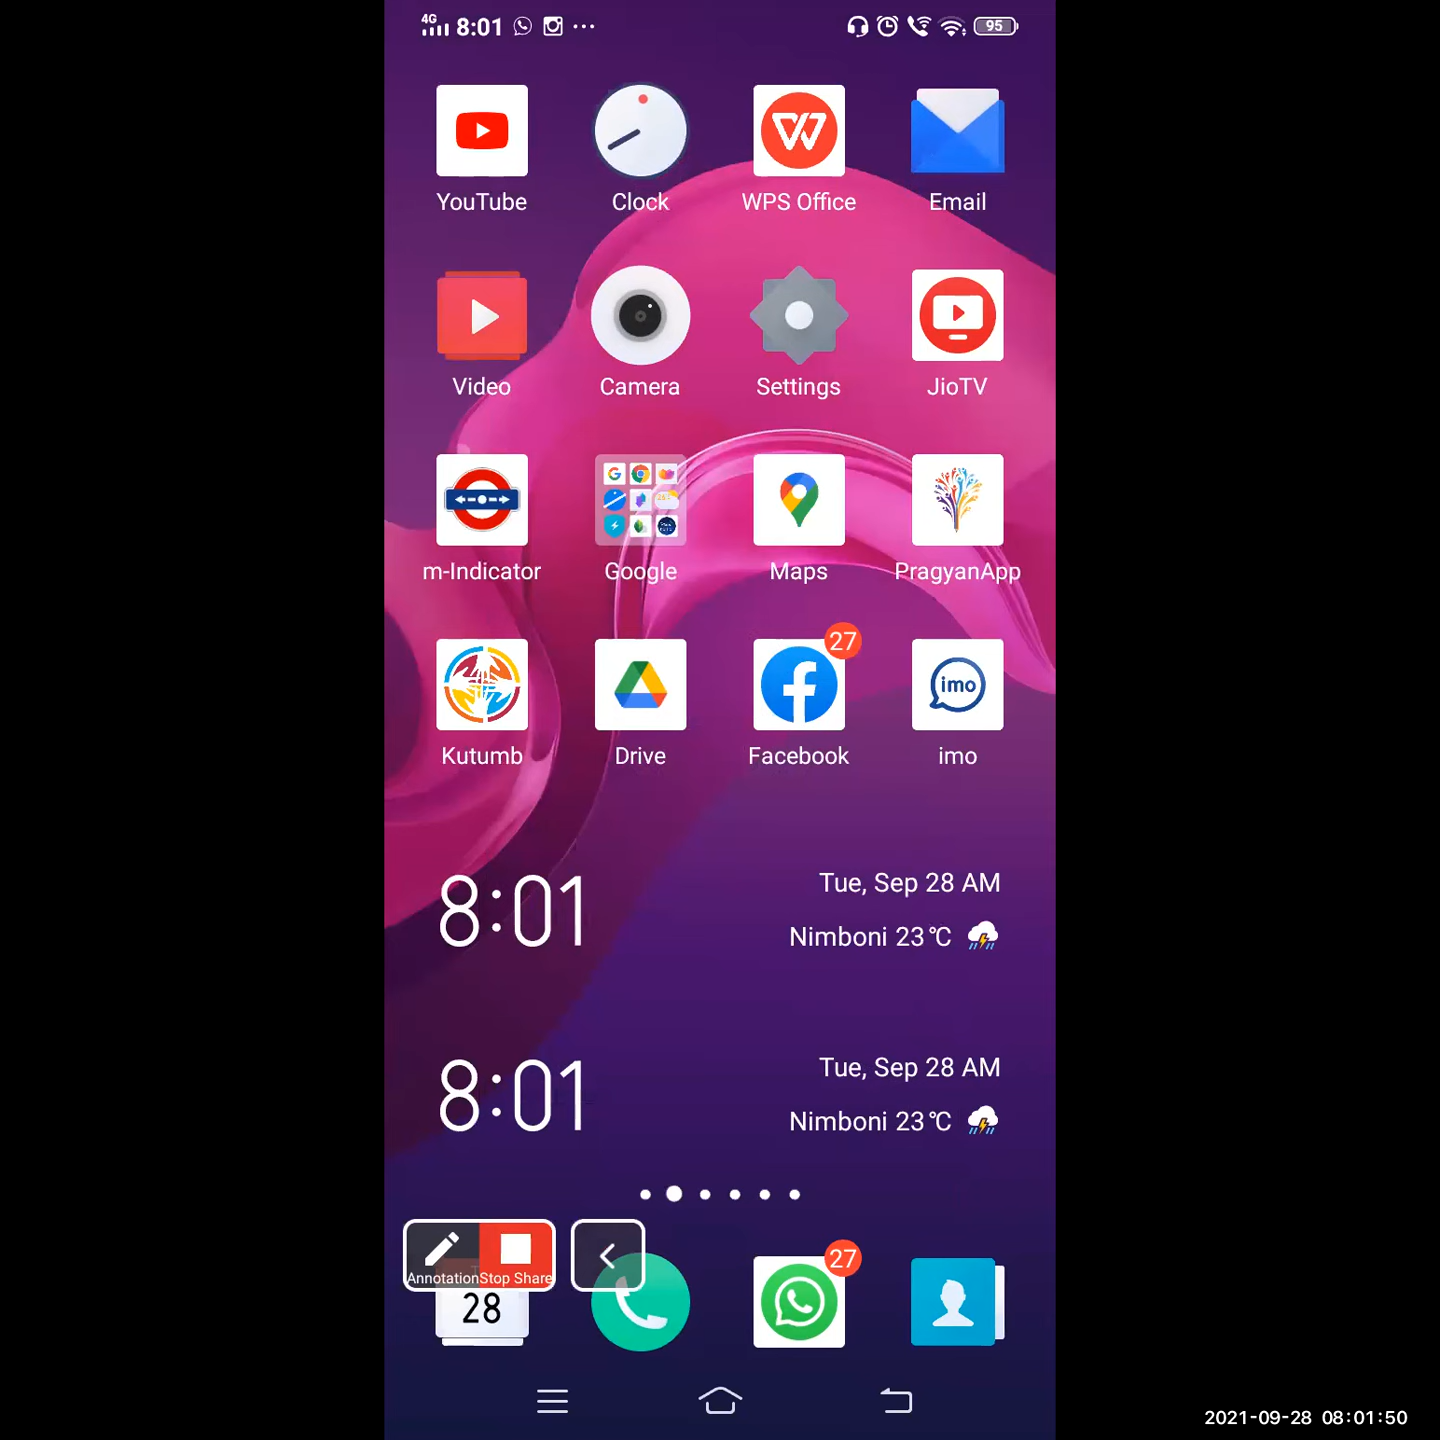 4G 8:01 95
YouTube Clock WPS Office Email
Video Camera Settings JioTV
m-Indicator Google Maps PragyanApp
27
imo
Kutumb Drive Facebook imo
8:01 Tue, Sep 28 AM
Nimboni 23℃
8:01 Tue, Sep 28 AM
Nimboni 23℃
27
Annotation Stop Share
28
2021-09-28 08:01:50